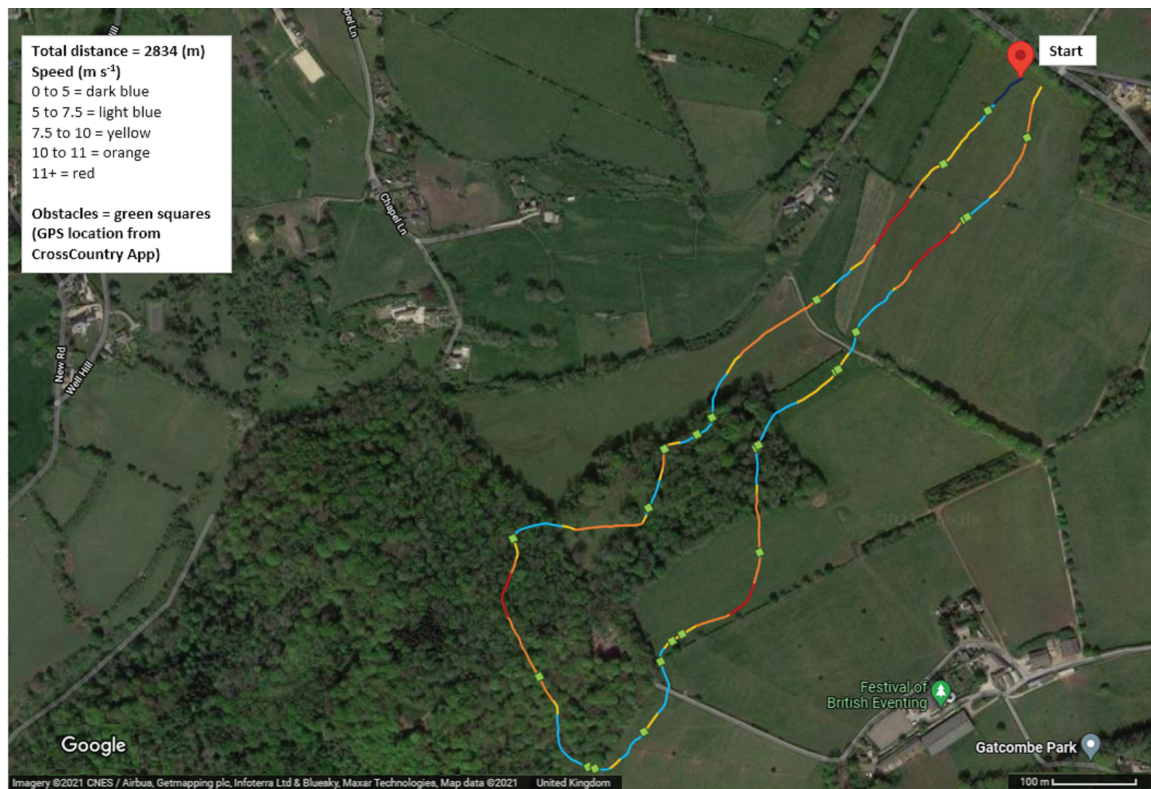 Total distance = 2834 (m)
Speed (m s⁻¹)
0 to 5 = dark blue
5 to 7.5 = light blue
7.5 to 10 = yellow
10 to 11 = orange
11+ = red
Obstacles = green squares
(GPS location from
CrossCountry App)
Start
Chapel Ln
New Rd
Well Hill
Festival of
British Eventing
Gatcombe Park
Google
Imagery ©2021 CNES / Airbus, Getmapping plc, Infoterra Ltd & Bluesky, Maxar Technologies, Map data ©2021 United Kingdom
100 m